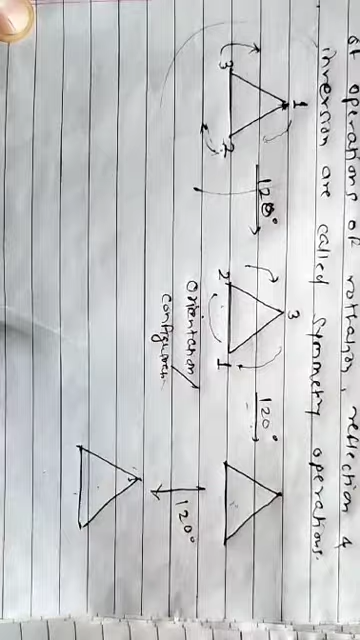 of operations of rothation, reflection &
inversion are called Symmetry operations.
1
3
2
120°
3
2
1
120°
Orientation /
Configuration
120°